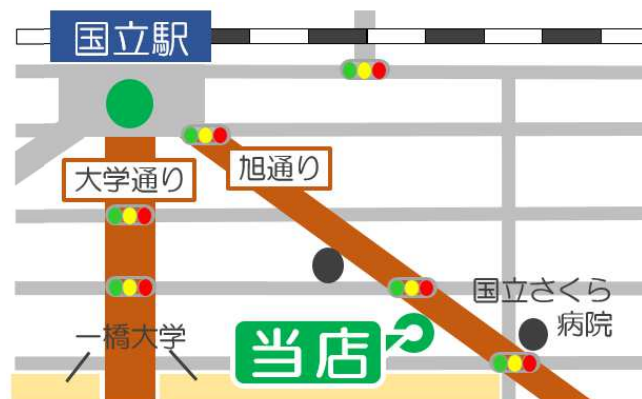 国立駅
大学通り
旭通り
国立さくら
病院
一橋大学
当店